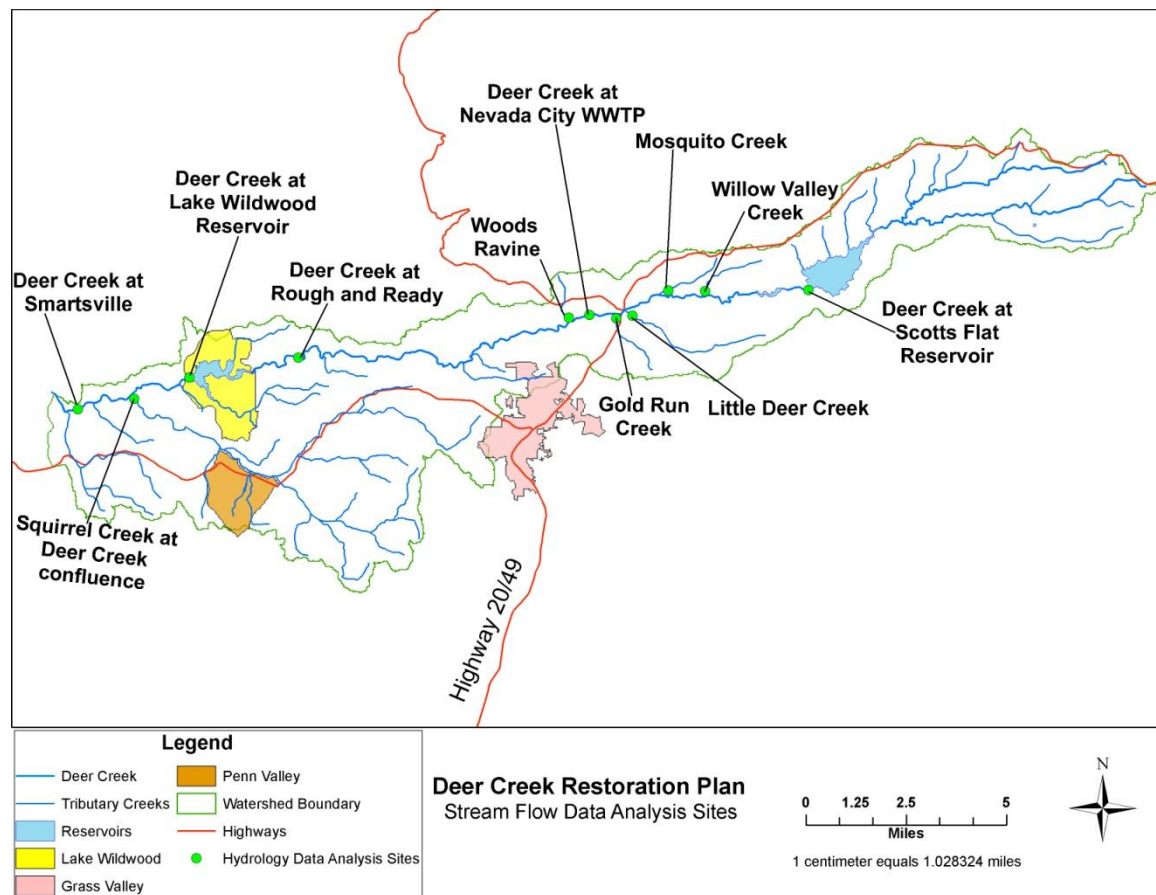 Deer Creek at
Nevada City WWTP
Mosquito Creek
Deer Creek at
Lake Wildwood
Reservoir
Willow Valley
Creek
Woods
Ravine
Deer Creek at
Smartsville
Deer Creek at
Rough and Ready
Deer Creek at
Scotts Flat
Reservoir
Gold Run
Creek
Little Deer Creek
Squirrel Creek at
Deer Creek
confluence
Highway 20/49
Legend
Deer Creek
Tributary Creeks
Reservoirs
Lake Wildwood
Grass Valley
Penn Valley
Watershed Boundary
Highways
Hydrology Data Analysis Sites
Deer Creek Restoration Plan
Stream Flow Data Analysis Sites
0 1.25 2.5 5
Miles
1 centimeter equals 1.028324 miles
N